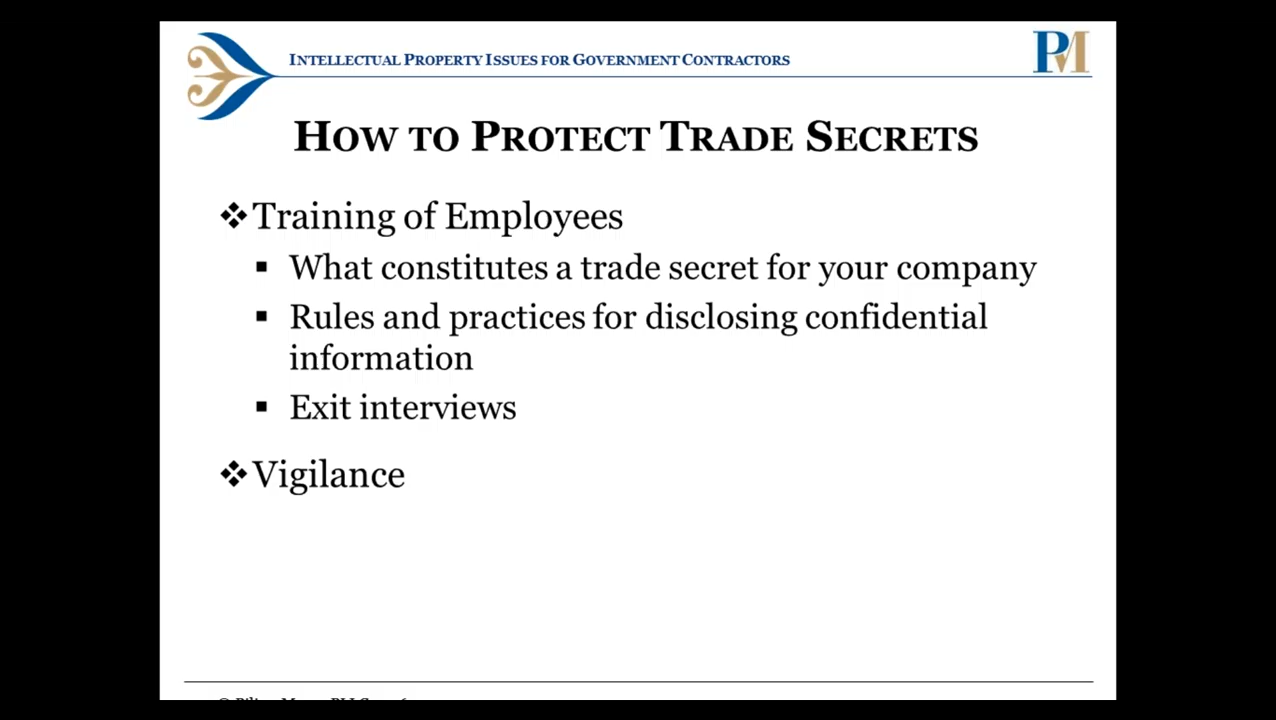 INTELLECTUAL PROPERTY ISSUES FOR GOVERNMENT CONTRACTORS
PM
HOW TO PROTECT TRADE SECRETS
❖ Training of Employees
▪ What constitutes a trade secret for your company
▪ Rules and practices for disclosing confidential
information
▪ Exit interviews
❖ Vigilance